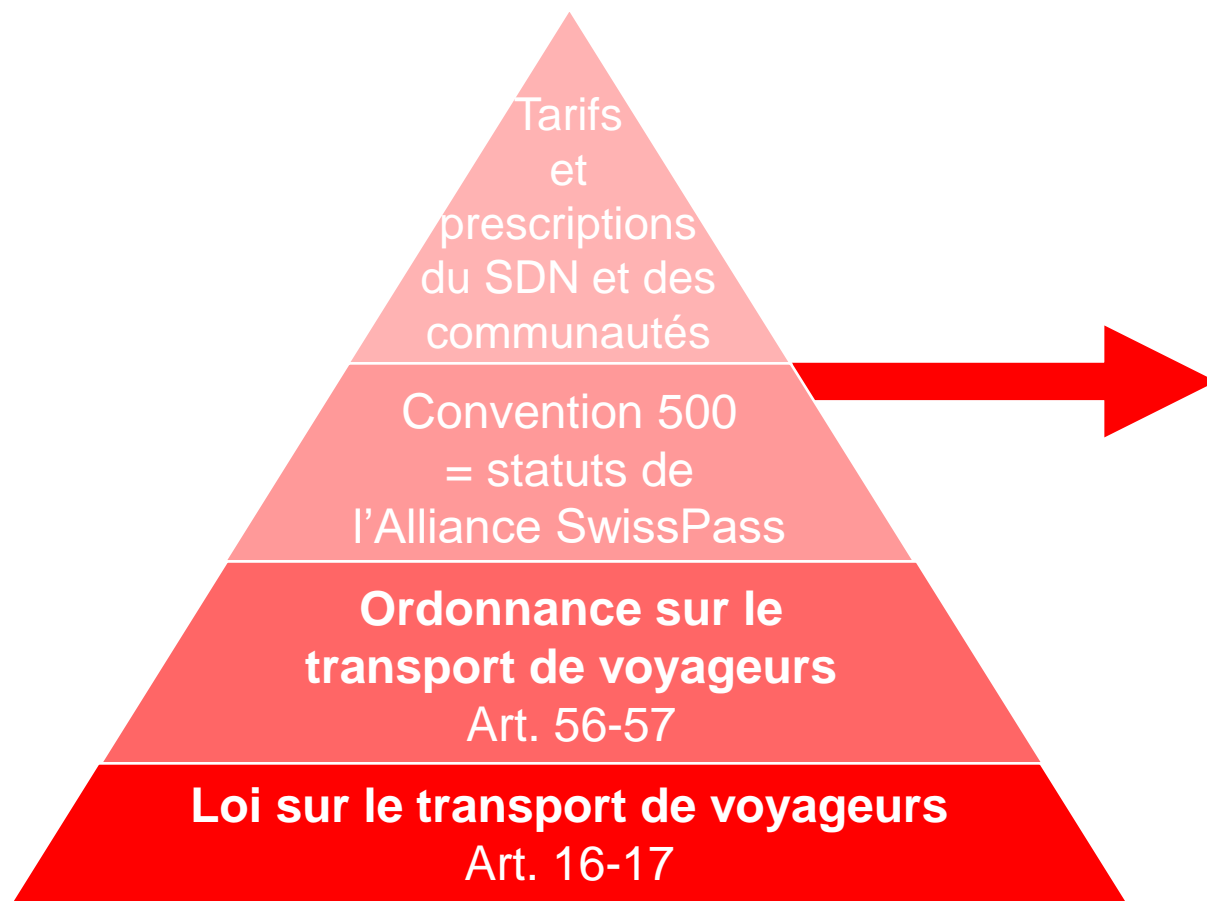 Tarifs
et
prescriptions
du SDN et des
communautés
Convention 500
= statuts de
l’Alliance SwissPass
Ordonnance sur le
transport de voyageurs
Art. 56-57
Loi sur le transport de voyageurs
Art. 16-17